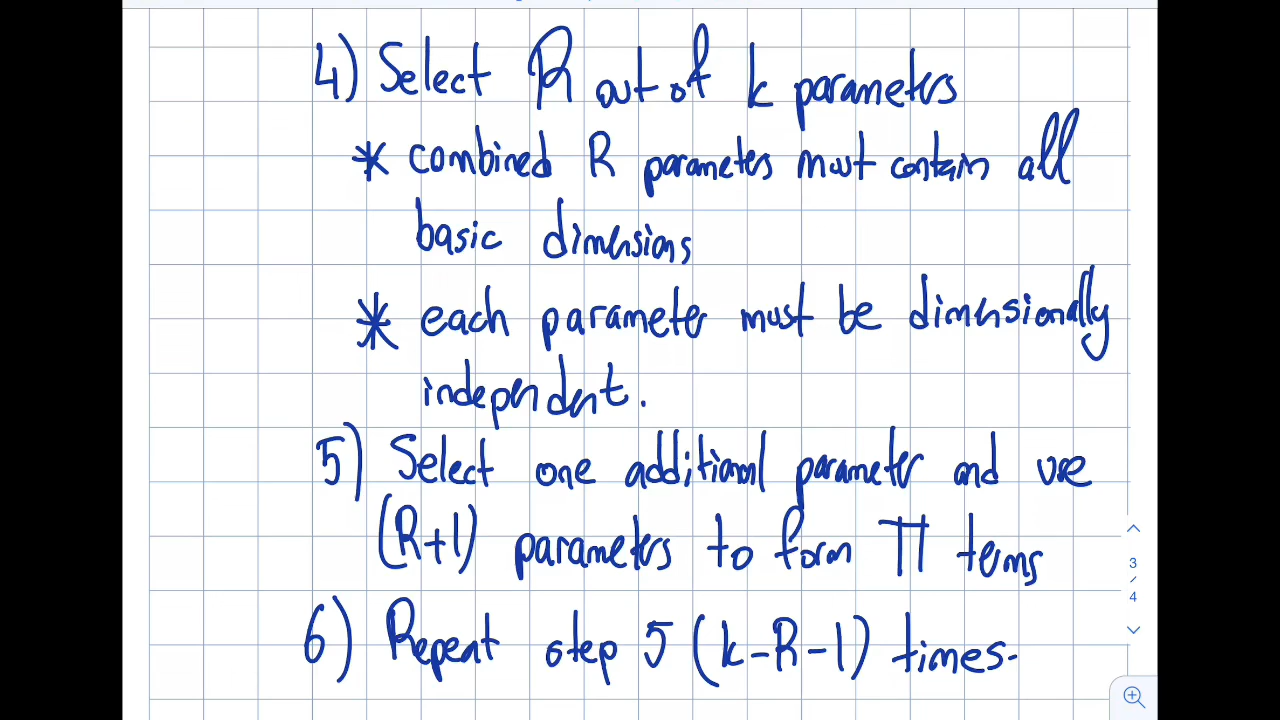 4) Select R out of k parameters
* combined R parameters must contain all
basic dimensions
* each parameter must be dimensionally
independent.
5) Select one additional parameter and use
(R+1) parameters to form Π terms
6) Repeat step 5 (k-R-1) times.
3
/
4